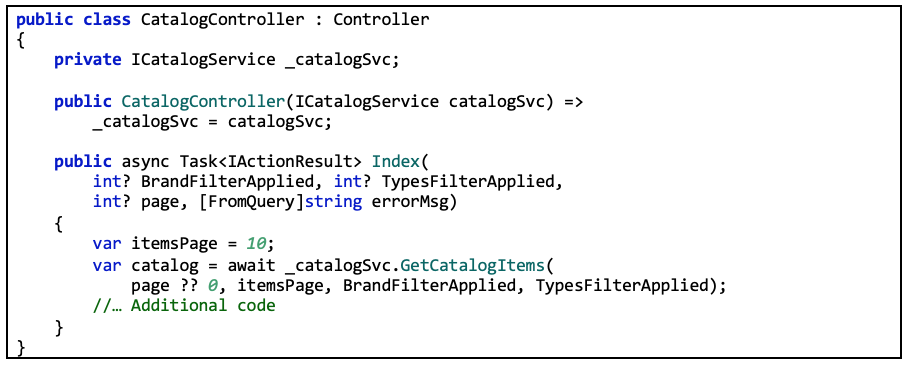 public class CatalogController : Controller
{
    private ICatalogService _catalogSvc;

    public CatalogController(ICatalogService catalogSvc) =>
        _catalogSvc = catalogSvc;

    public async Task<IActionResult> Index(
        int? BrandFilterApplied, int? TypesFilterApplied,
        int? page, [FromQuery]string errorMsg)
    {
        var itemsPage = 10;
        var catalog = await _catalogSvc.GetCatalogItems(
            page ?? 0, itemsPage, BrandFilterApplied, TypesFilterApplied);
        //… Additional code
    }
}